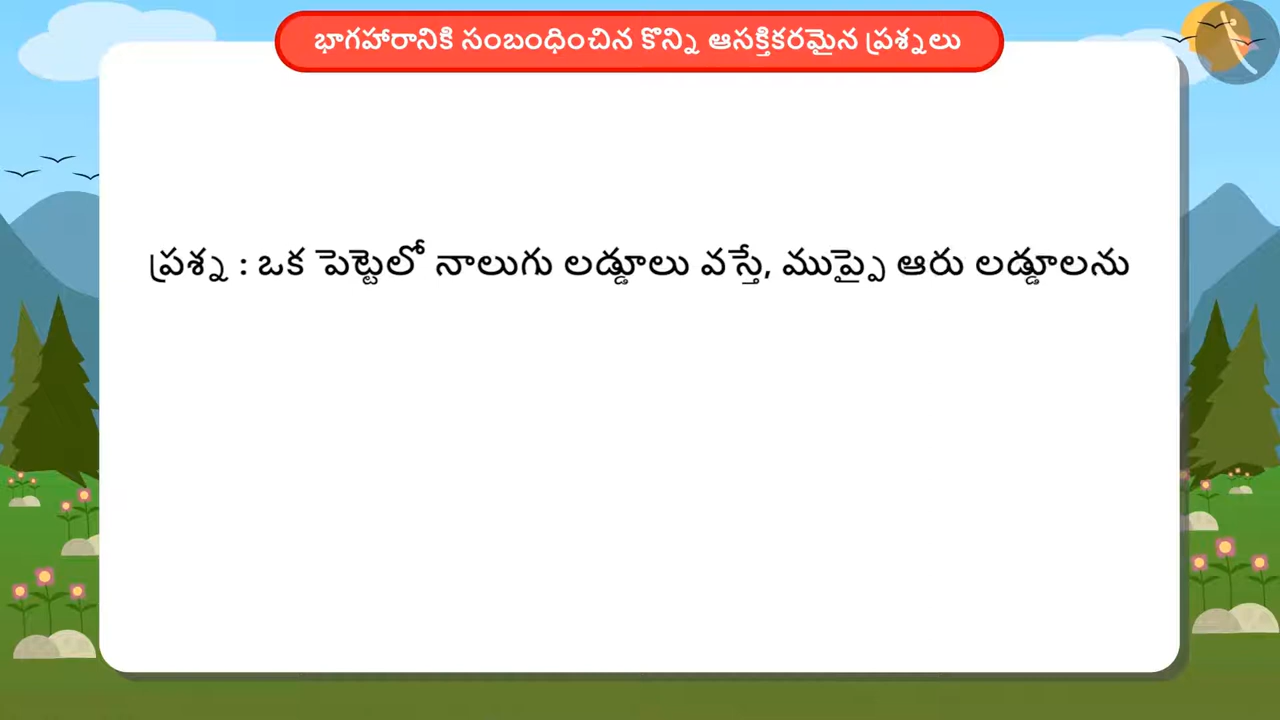 భాగహారానికి సంబంధించిన కొన్ని ఆసక్తికరమైన ప్రశ్నలు
ప్రశ్న : ఒక పెట్టెలో నాలుగు లడ్డూలు వస్తే, ముప్పై ఆరు లడ్డూలను